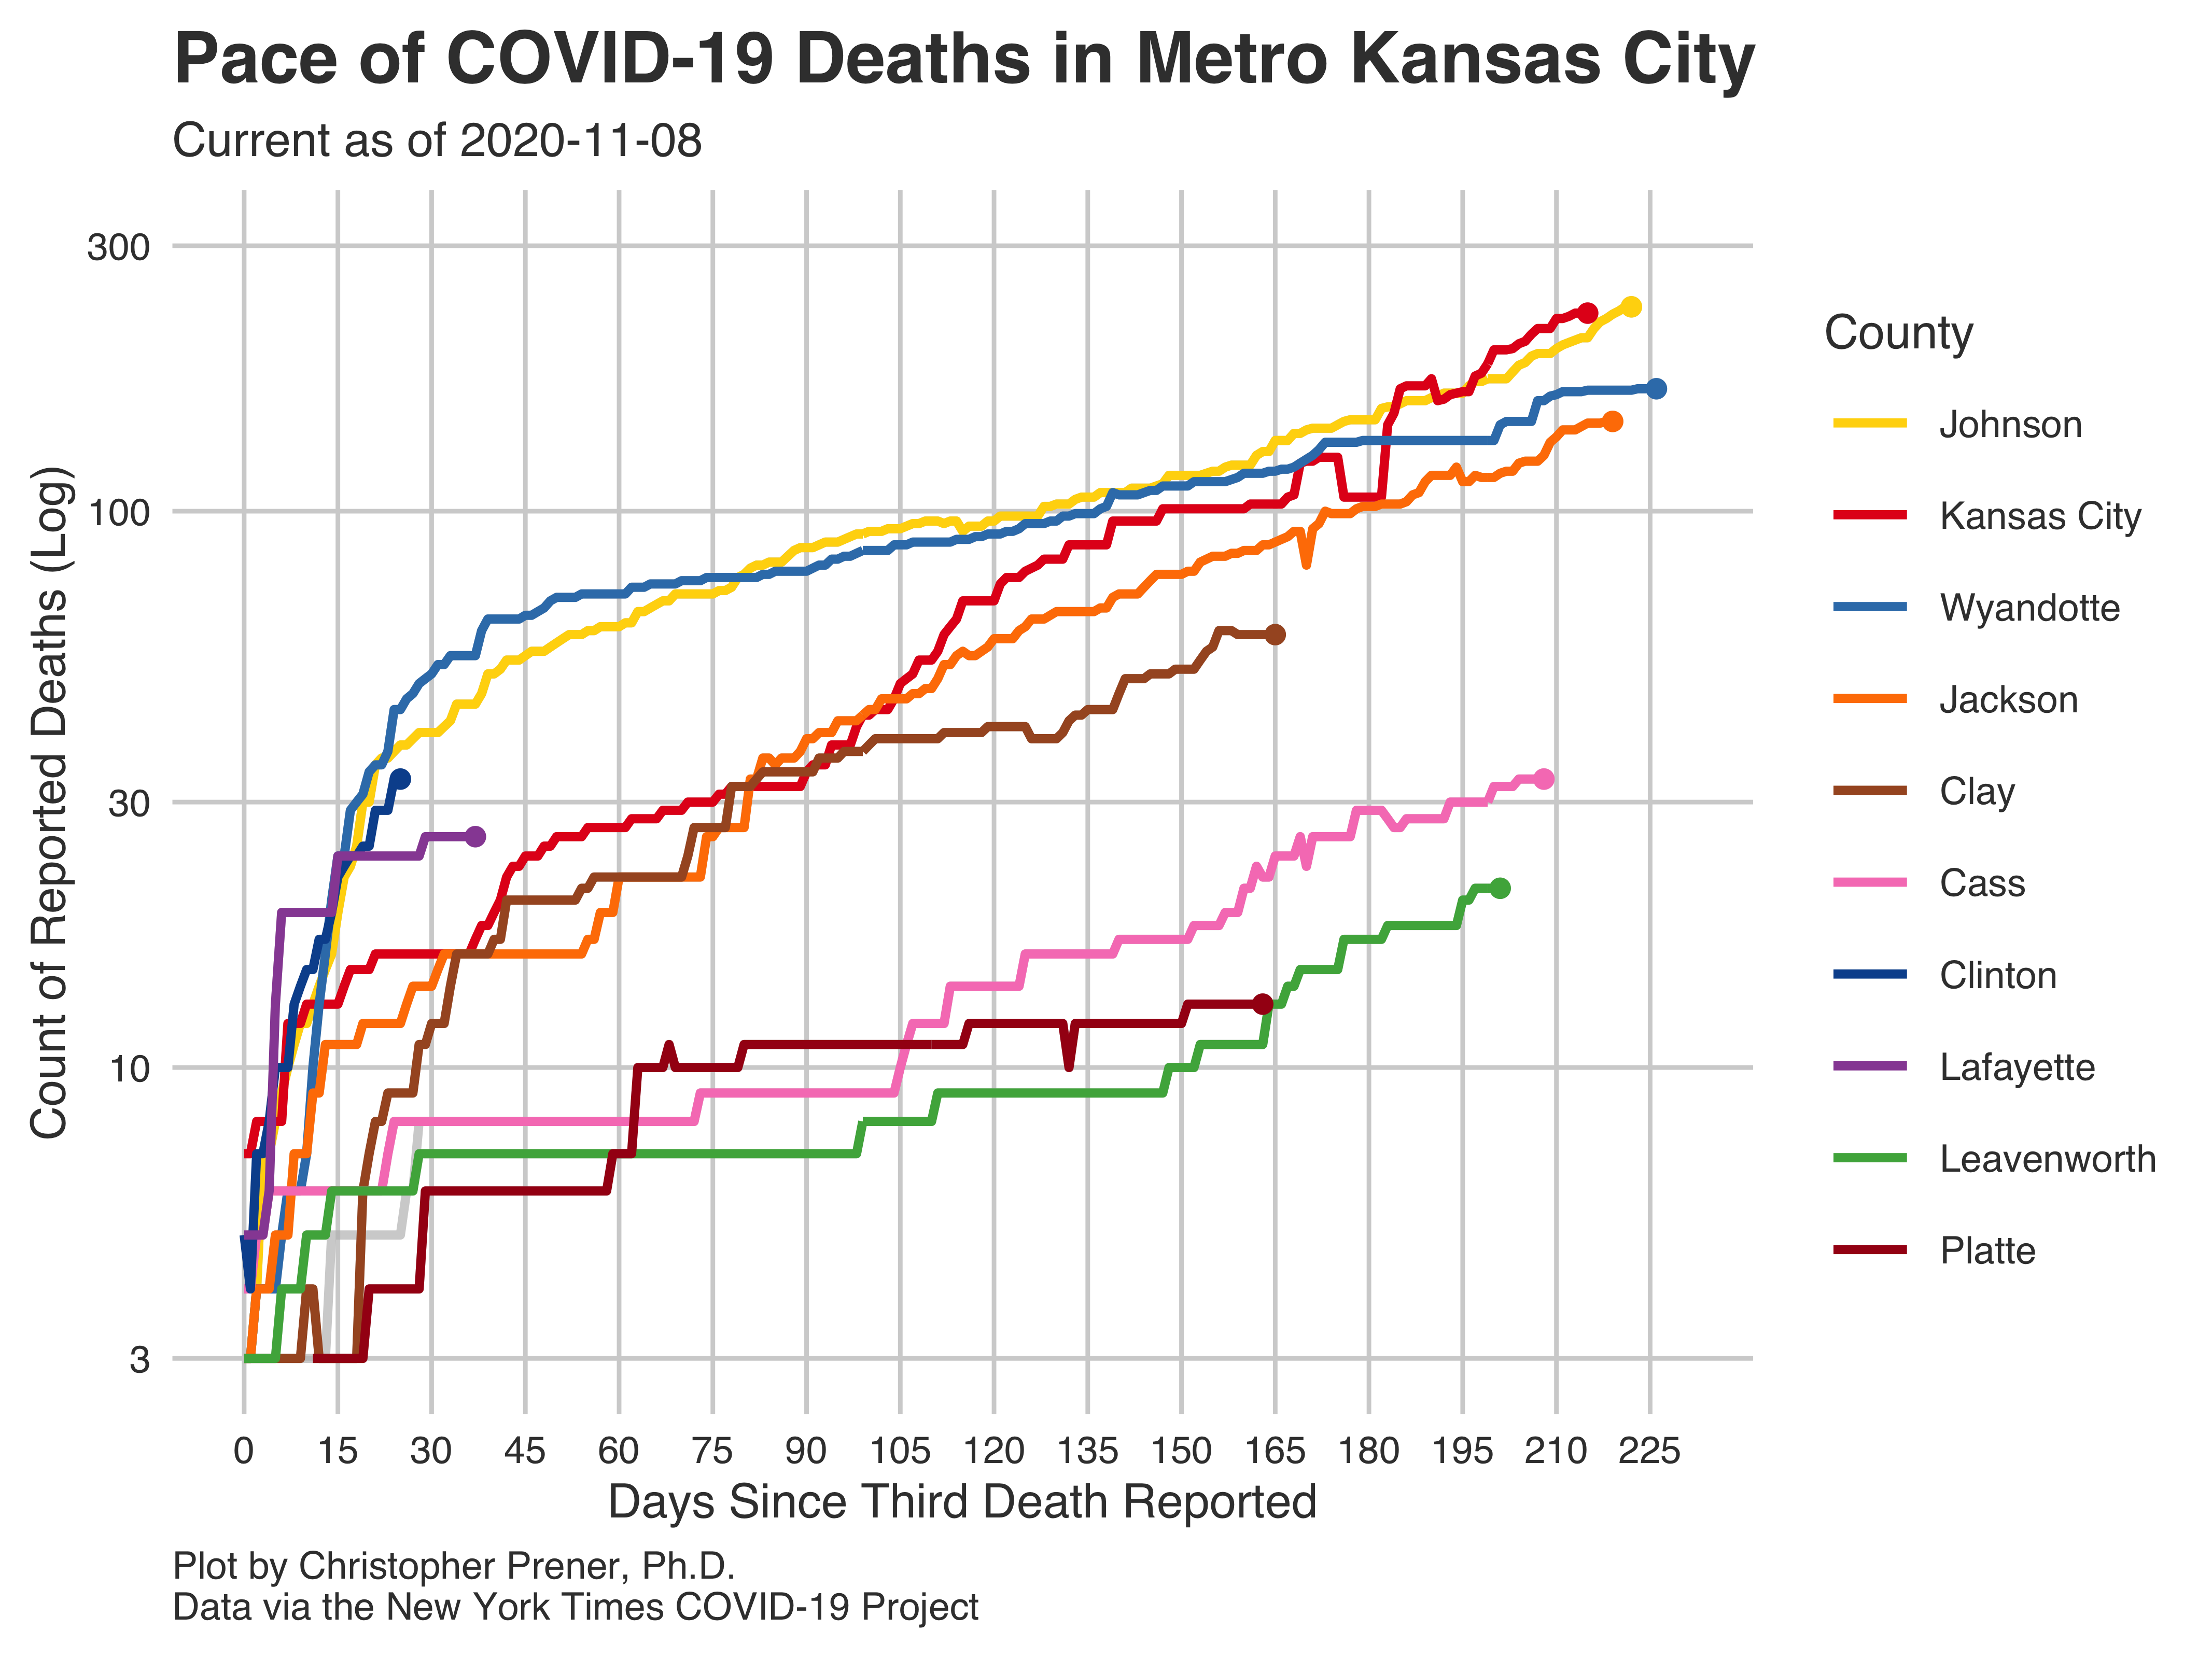 Pace of COVID-19 Deaths in Metro Kansas City
Current as of 2020-11-08
Count of Reported Deaths (Log)
300
100
30
10
3
0 15 30 45 60 75 90 105 120 135 150 165 180 195 210 225
Days Since Third Death Reported
County
Johnson
Kansas City
Wyandotte
Jackson
Clay
Cass
Clinton
Lafayette
Leavenworth
Platte
Plot by Christopher Prener, Ph.D.
Data via the New York Times COVID-19 Project